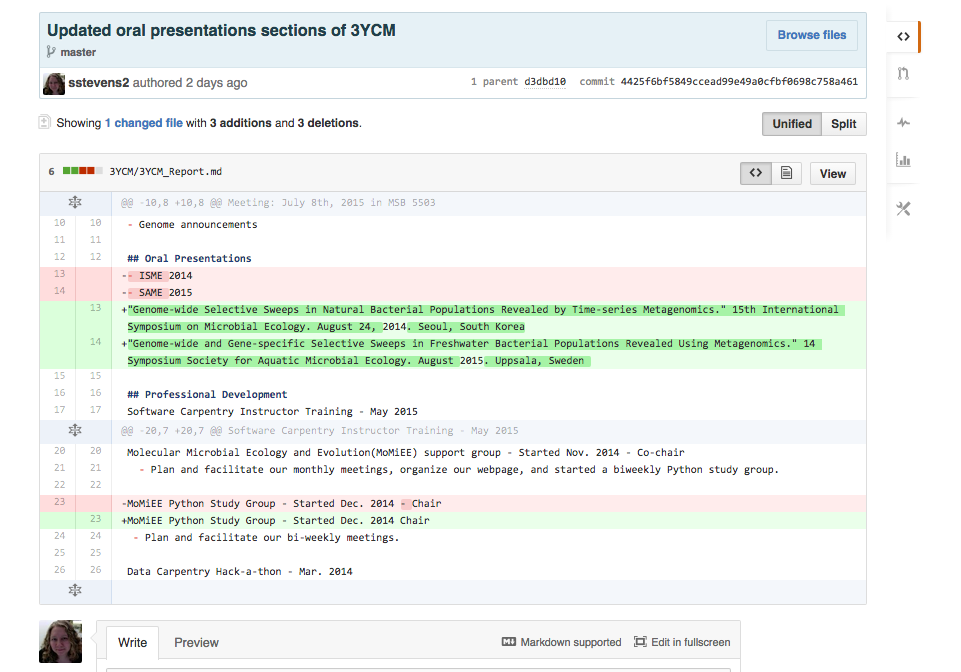 Updated oral presentations sections of 3YCM
Browse files
master
sstevens2 authored 2 days ago
1 parent d3dbd10 commit 4425f6bf5849ccead99e49a0cfbf0698c758a461
Showing 1 changed file with 3 additions and 3 deletions.
Unified Split
6 3YCM/3YCM_Report.md
View
@@ -10,8 +10,8 @@ Meeting: July 8th, 2015 in MSB 5503
10 10 - Genome announcements
11 11
12 12 ## Oral Presentations
13 -- ISME 2014
14 -- SAME 2015
13 +"Genome-wide Selective Sweeps in Natural Bacterial Populations Revealed by Time-series Metagenomics." 15th International
Symposium on Microbial Ecology. August 24, 2014. Seoul, South Korea
14 +"Genome-wide and Gene-specific Selective Sweeps in Freshwater Bacterial Populations Revealed Using Metagenomics." 14
Symposium Society for Aquatic Microbial Ecology. August 2015. Uppsala, Sweden
15 15
16 16 ## Professional Development
17 17 Software Carpentry Instructor Training - May 2015
@@ -20,7 +20,7 @@ Software Carpentry Instructor Training - May 2015
20 20 Molecular Microbial Ecology and Evolution(MoMiEE) support group - Started Nov. 2014 - Co-chair
21 21 - Plan and facilitate our monthly meetings, organize our webpage, and started a biweekly Python study group.
22 22
23 -MoMiEE Python Study Group - Started Dec. 2014 - Chair
23 +MoMiEE Python Study Group - Started Dec. 2014 Chair
24 24 - Plan and facilitate our bi-weekly meetings.
25 25
26 26 Data Carpentry Hack-a-thon - Mar. 2014
Write Preview
Markdown supported Edit in fullscreen